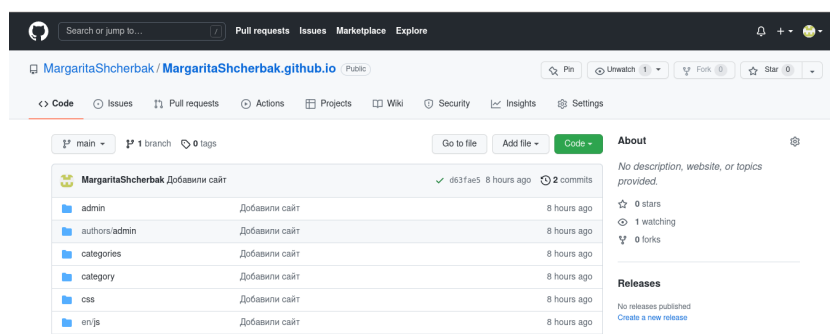 Search or jump to... / Pull requests Issues Marketplace Explore
MargaritaShcherbak / MargaritaShcherbak.github.io Public Pin Unwatch 1 Fork 0 Star 0
<> Code Issues Pull requests Actions Projects Wiki Security Insights Settings
main 1 branch 0 tags Go to file Add file Code
MargaritaShcherbak Добавили сайт d63fae5 8 hours ago 2 commits
admin Добавили сайт 8 hours ago
authors/admin Добавили сайт 8 hours ago
categories Добавили сайт 8 hours ago
category Добавили сайт 8 hours ago
css Добавили сайт 8 hours ago
en/js Добавили сайт 8 hours ago
About
No description, website, or topics
provided.
0 stars
1 watching
0 forks
Releases
No releases published
Create a new release